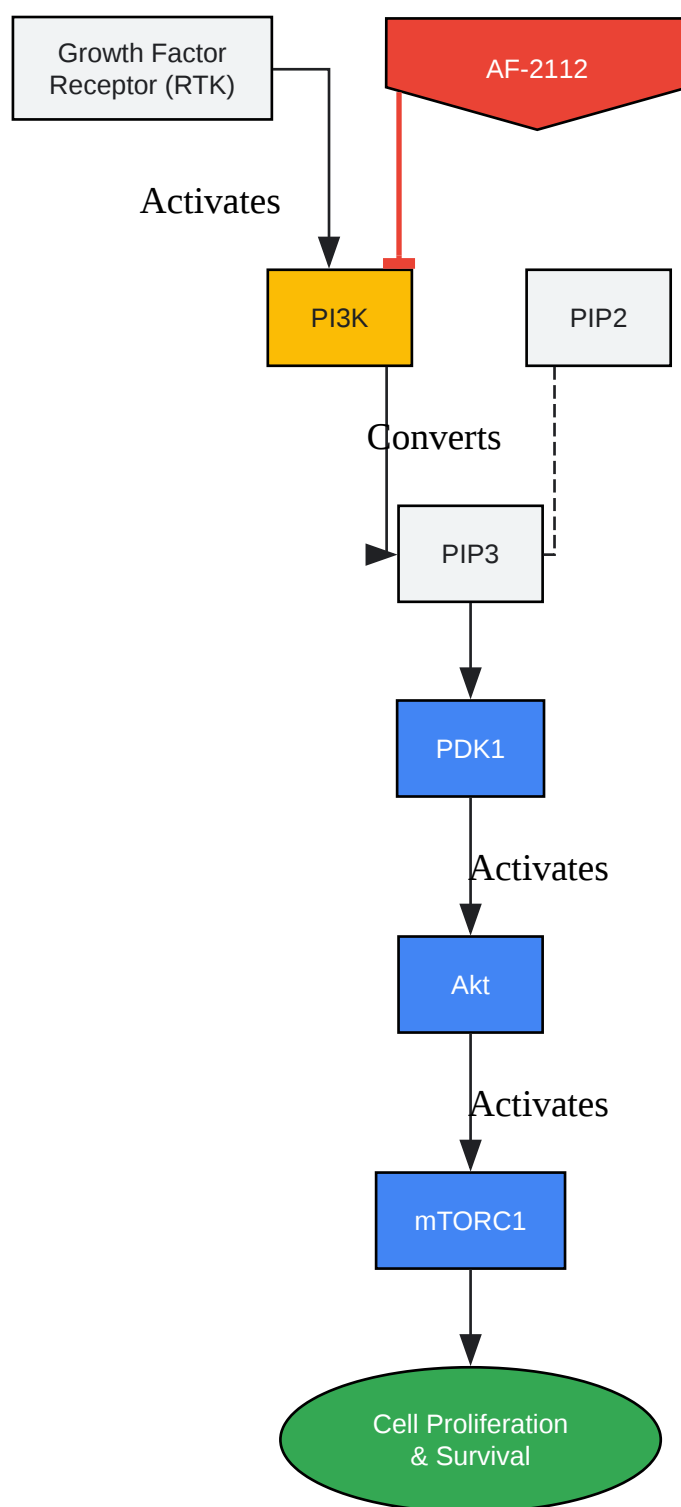 Growth Factor
Receptor (RTK)
AF-2112
Activates
PI3K
PIP2
Converts
PIP3
PDK1
Activates
Akt
Activates
mTORC1
Cell Proliferation
& Survival